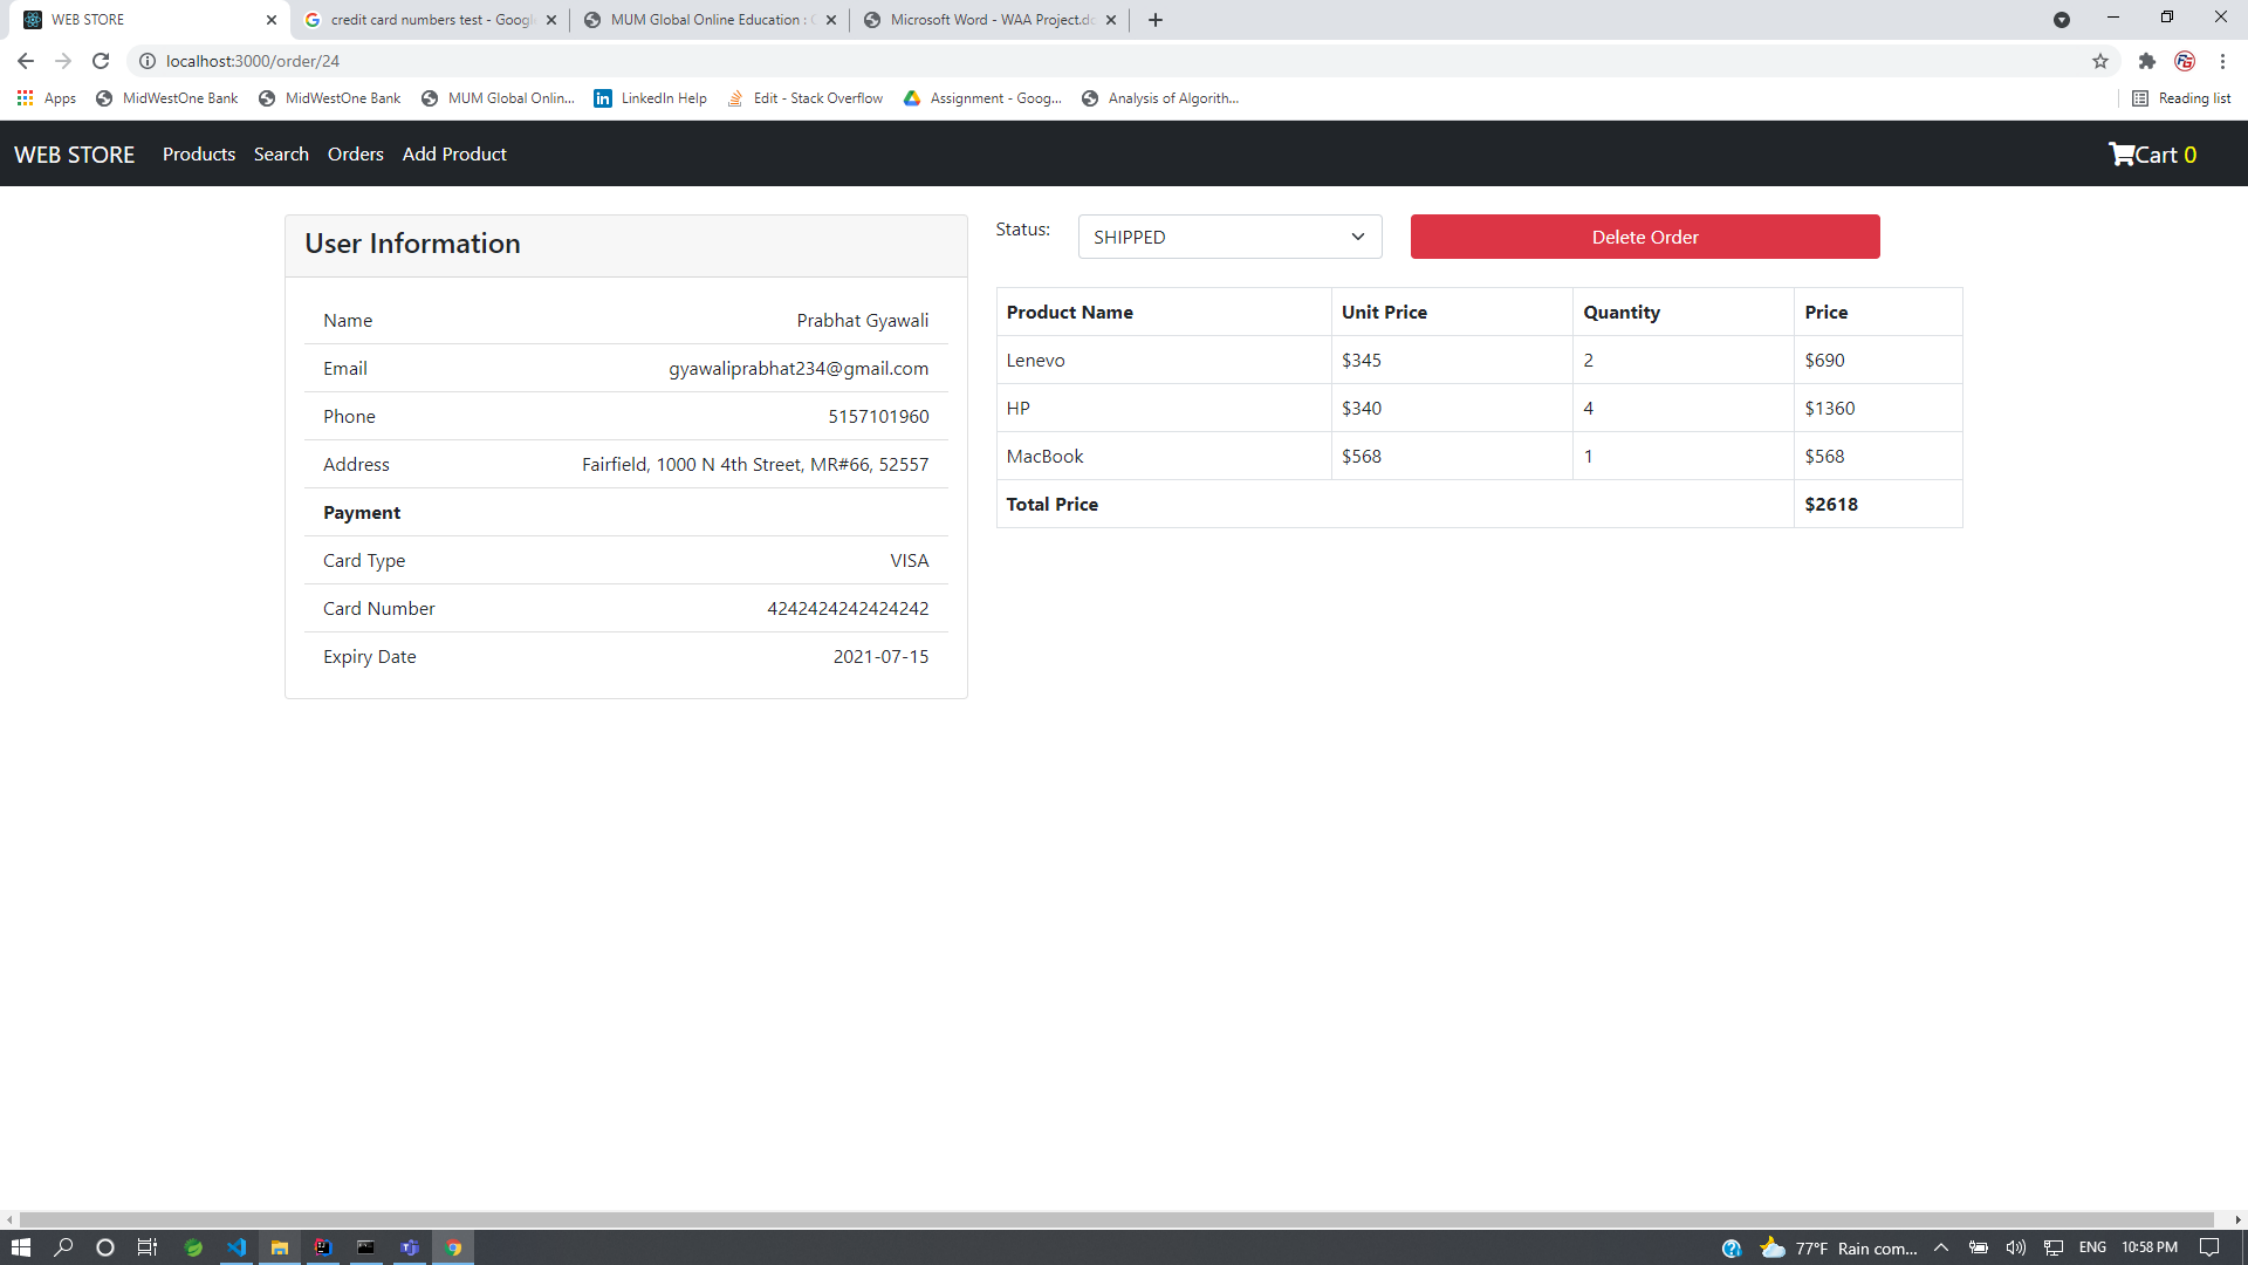 WEB STORE
credit card numbers test - Googl
MUM Global Online Education : C
Microsoft Word - WAA Project.do
localhost:3000/order/24
Apps
MidWestOne Bank
MidWestOne Bank
MUM Global Onlin...
LinkedIn Help
Edit - Stack Overflow
Assignment - Goog...
Analysis of Algorith...
Reading list
WEB STORE Products Search Orders Add Product Cart 0
User Information
Name Prabhat Gyawali
Email gyawaliprabhat234@gmail.com
Phone 5157101960
Address Fairfield, 1000 N 4th Street, MR#66, 52557
Payment
Card Type VISA
Card Number 4242424242424242
Expiry Date 2021-07-15
Status: SHIPPED Delete Order
Product Name Unit Price Quantity Price
Lenevo $345 2 $690
HP $340 4 $1360
MacBook $568 1 $568
Total Price $2618
77°F Rain com... ENG 10:58 PM